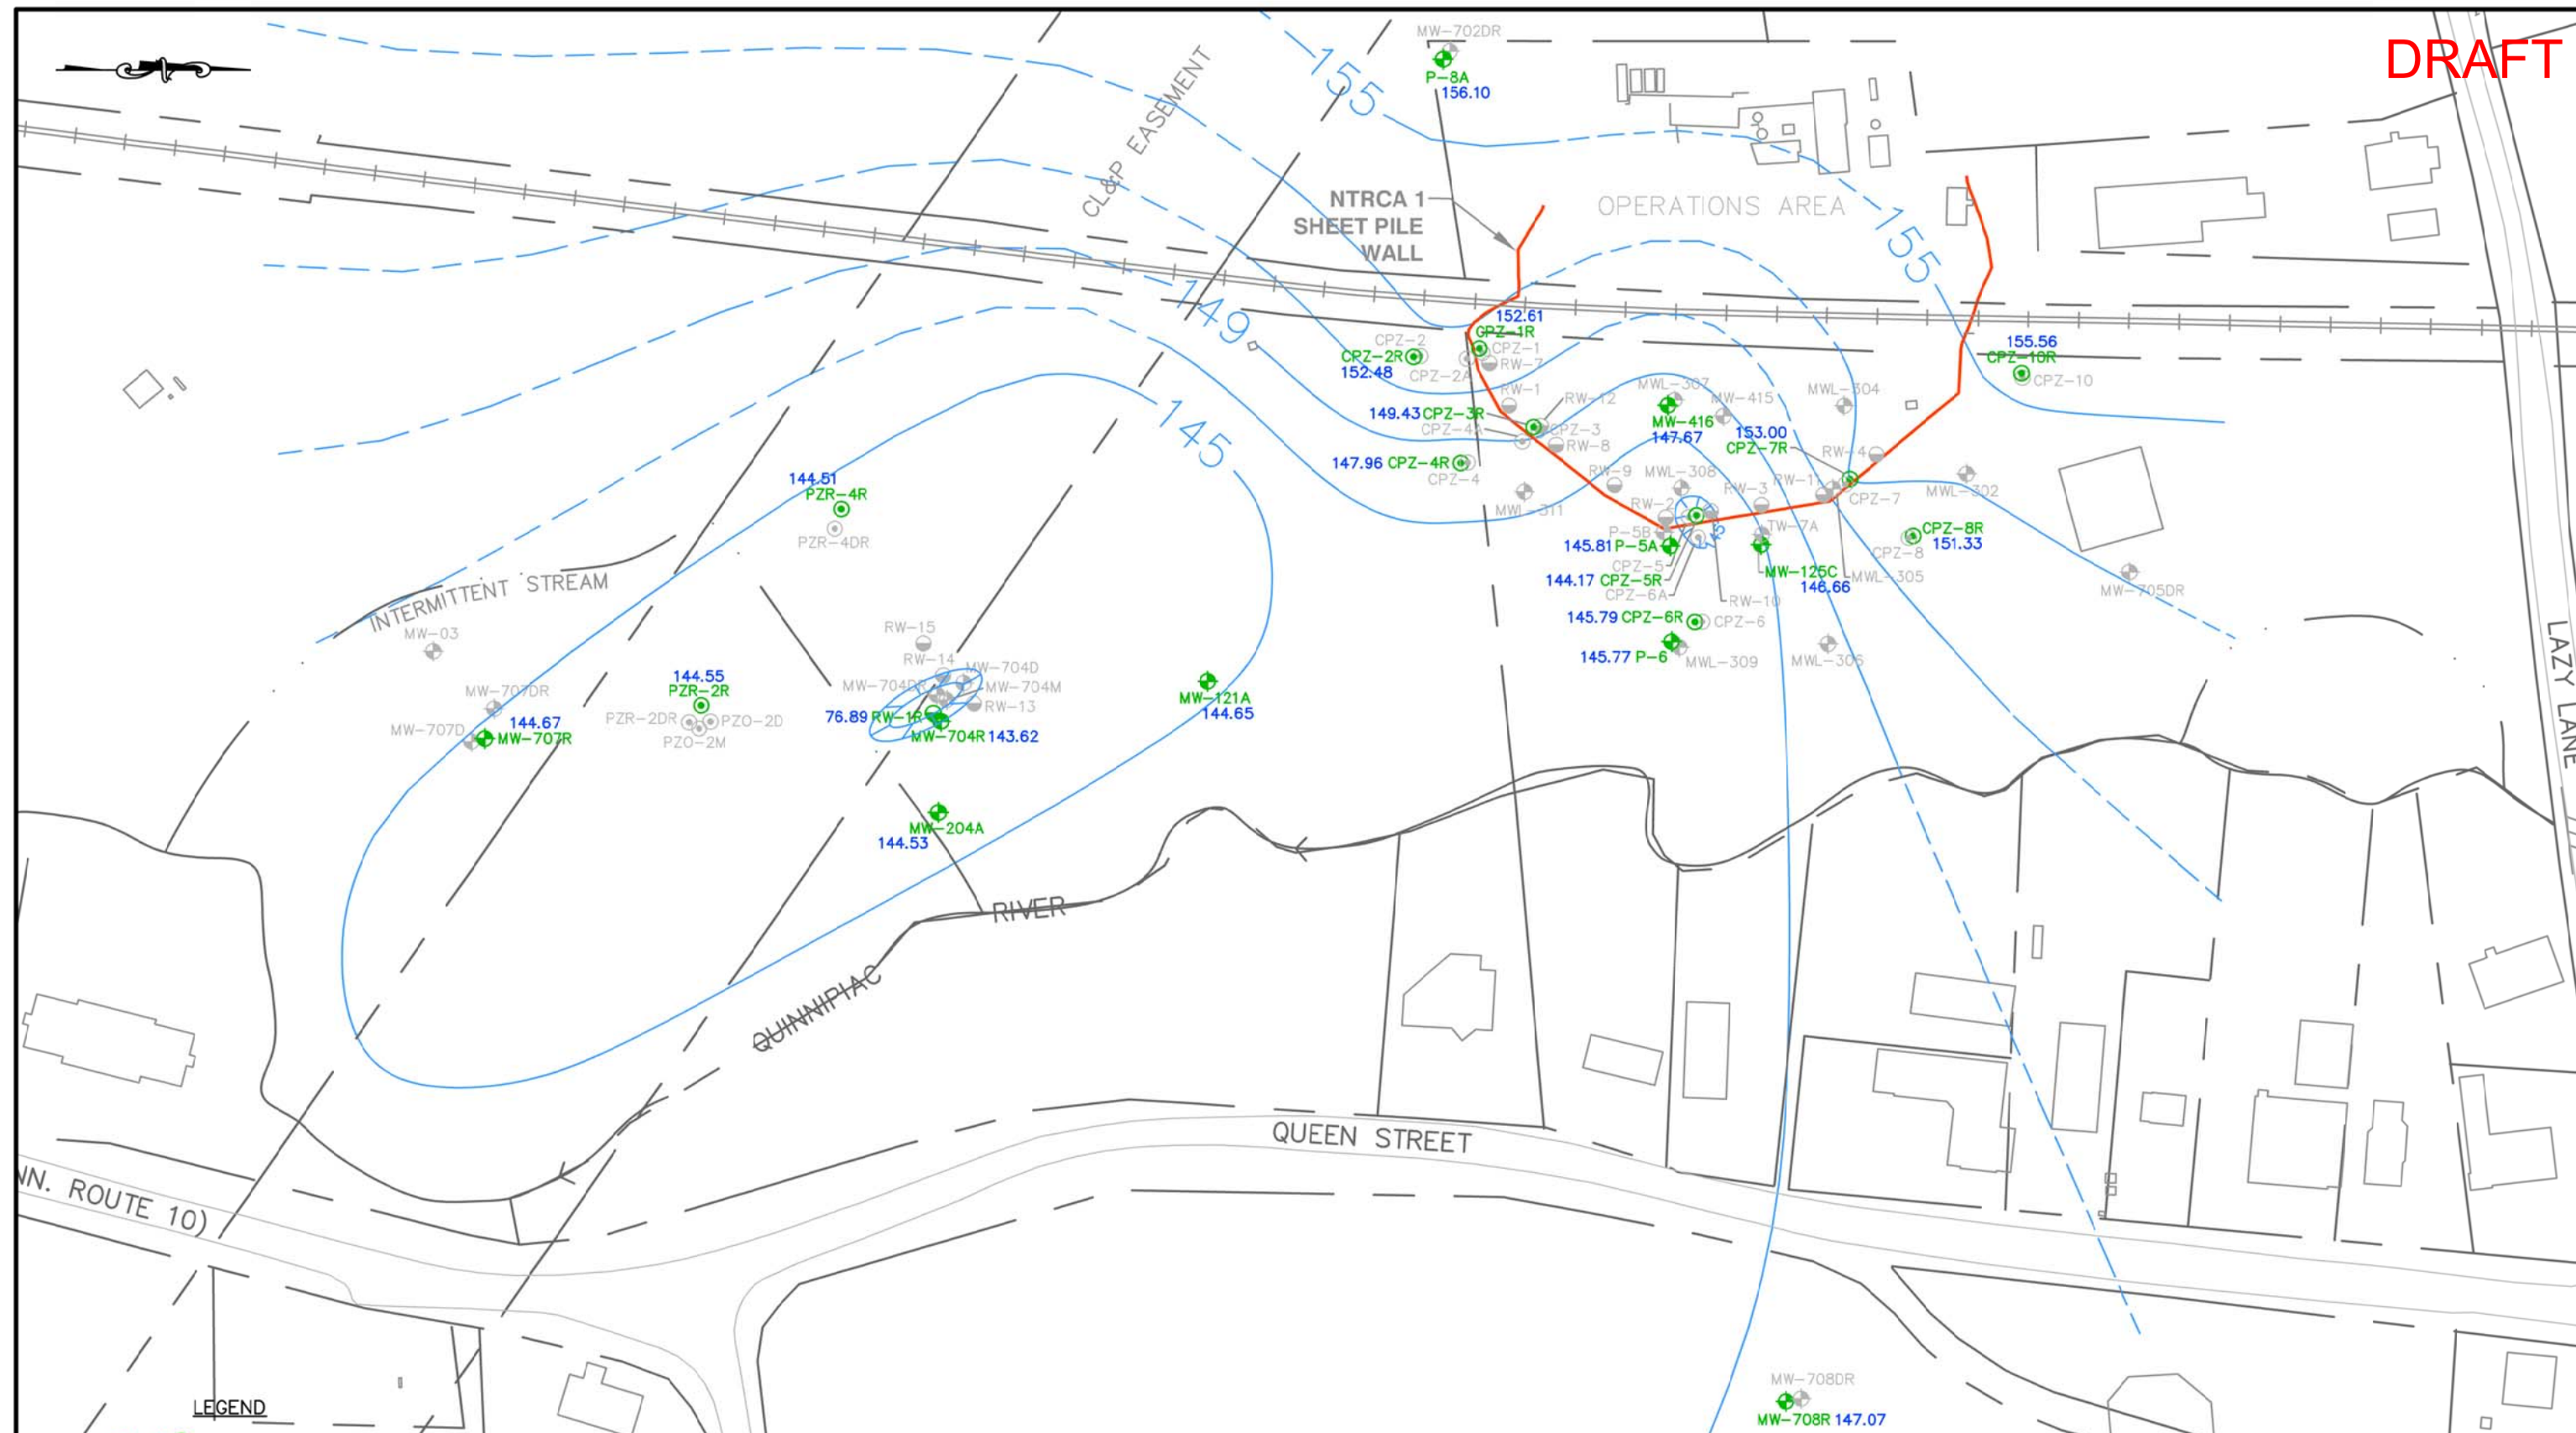 DRAFT
MW-702DR
P-8A
156.10
155
CL&P EASEMENT
NTRCA 1
SHEET PILE
WALL
OPERATIONS AREA
155
149
152.61
CPZ-1R
CPZ-2
CPZ-1
CPZ-2R
RW-7
152.48
CPZ-2A
155.56
CPZ-10R
CPZ-10
RW-1
MWL-307
MWL-304
RW-12
MW-415
149.43 CPZ-3R
CPZ-4A
CPZ-3
MW-416
147.67
153.00
CPZ-7R
RW-8
RW-4
145
147.96 CPZ-4R
CPZ-4
RW-9
MWL-308
RW-3
RW-11
CPZ-7
MWL-302
MWL-311
RW-2
144.51
PZR-4R
PZR-4DR
P-5B
TW-7A
145
CPZ-8R
151.33
CPZ-8
145.81 P-5A
CPZ-5
144.17 CPZ-5R
CPZ-6A
MW-125C
146.66
MWL-305
RW-10
MW-705DR
INTERMITTENT STREAM
MW-03
145.79 CPZ-6R
CPZ-6
145.77 P-6
MWL-309
MWL-306
LAZY LANE
RW-15
RW-14
MW-704D
MW-704DR
MW-704M
RW-13
144.55
PZR-2R
PZR-2DR
PZO-2D
PZO-2M
MW-707DR
144.67
MW-707D
MW-707R
76.89 RW-1R
MW-704R 143.62
MW-121A
144.65
MW-204A
144.53
RIVER
QUINNIPIAC
QUEEN STREET
NN. ROUTE 10)
LEGEND
MW-708DR
MW-708R 147.07